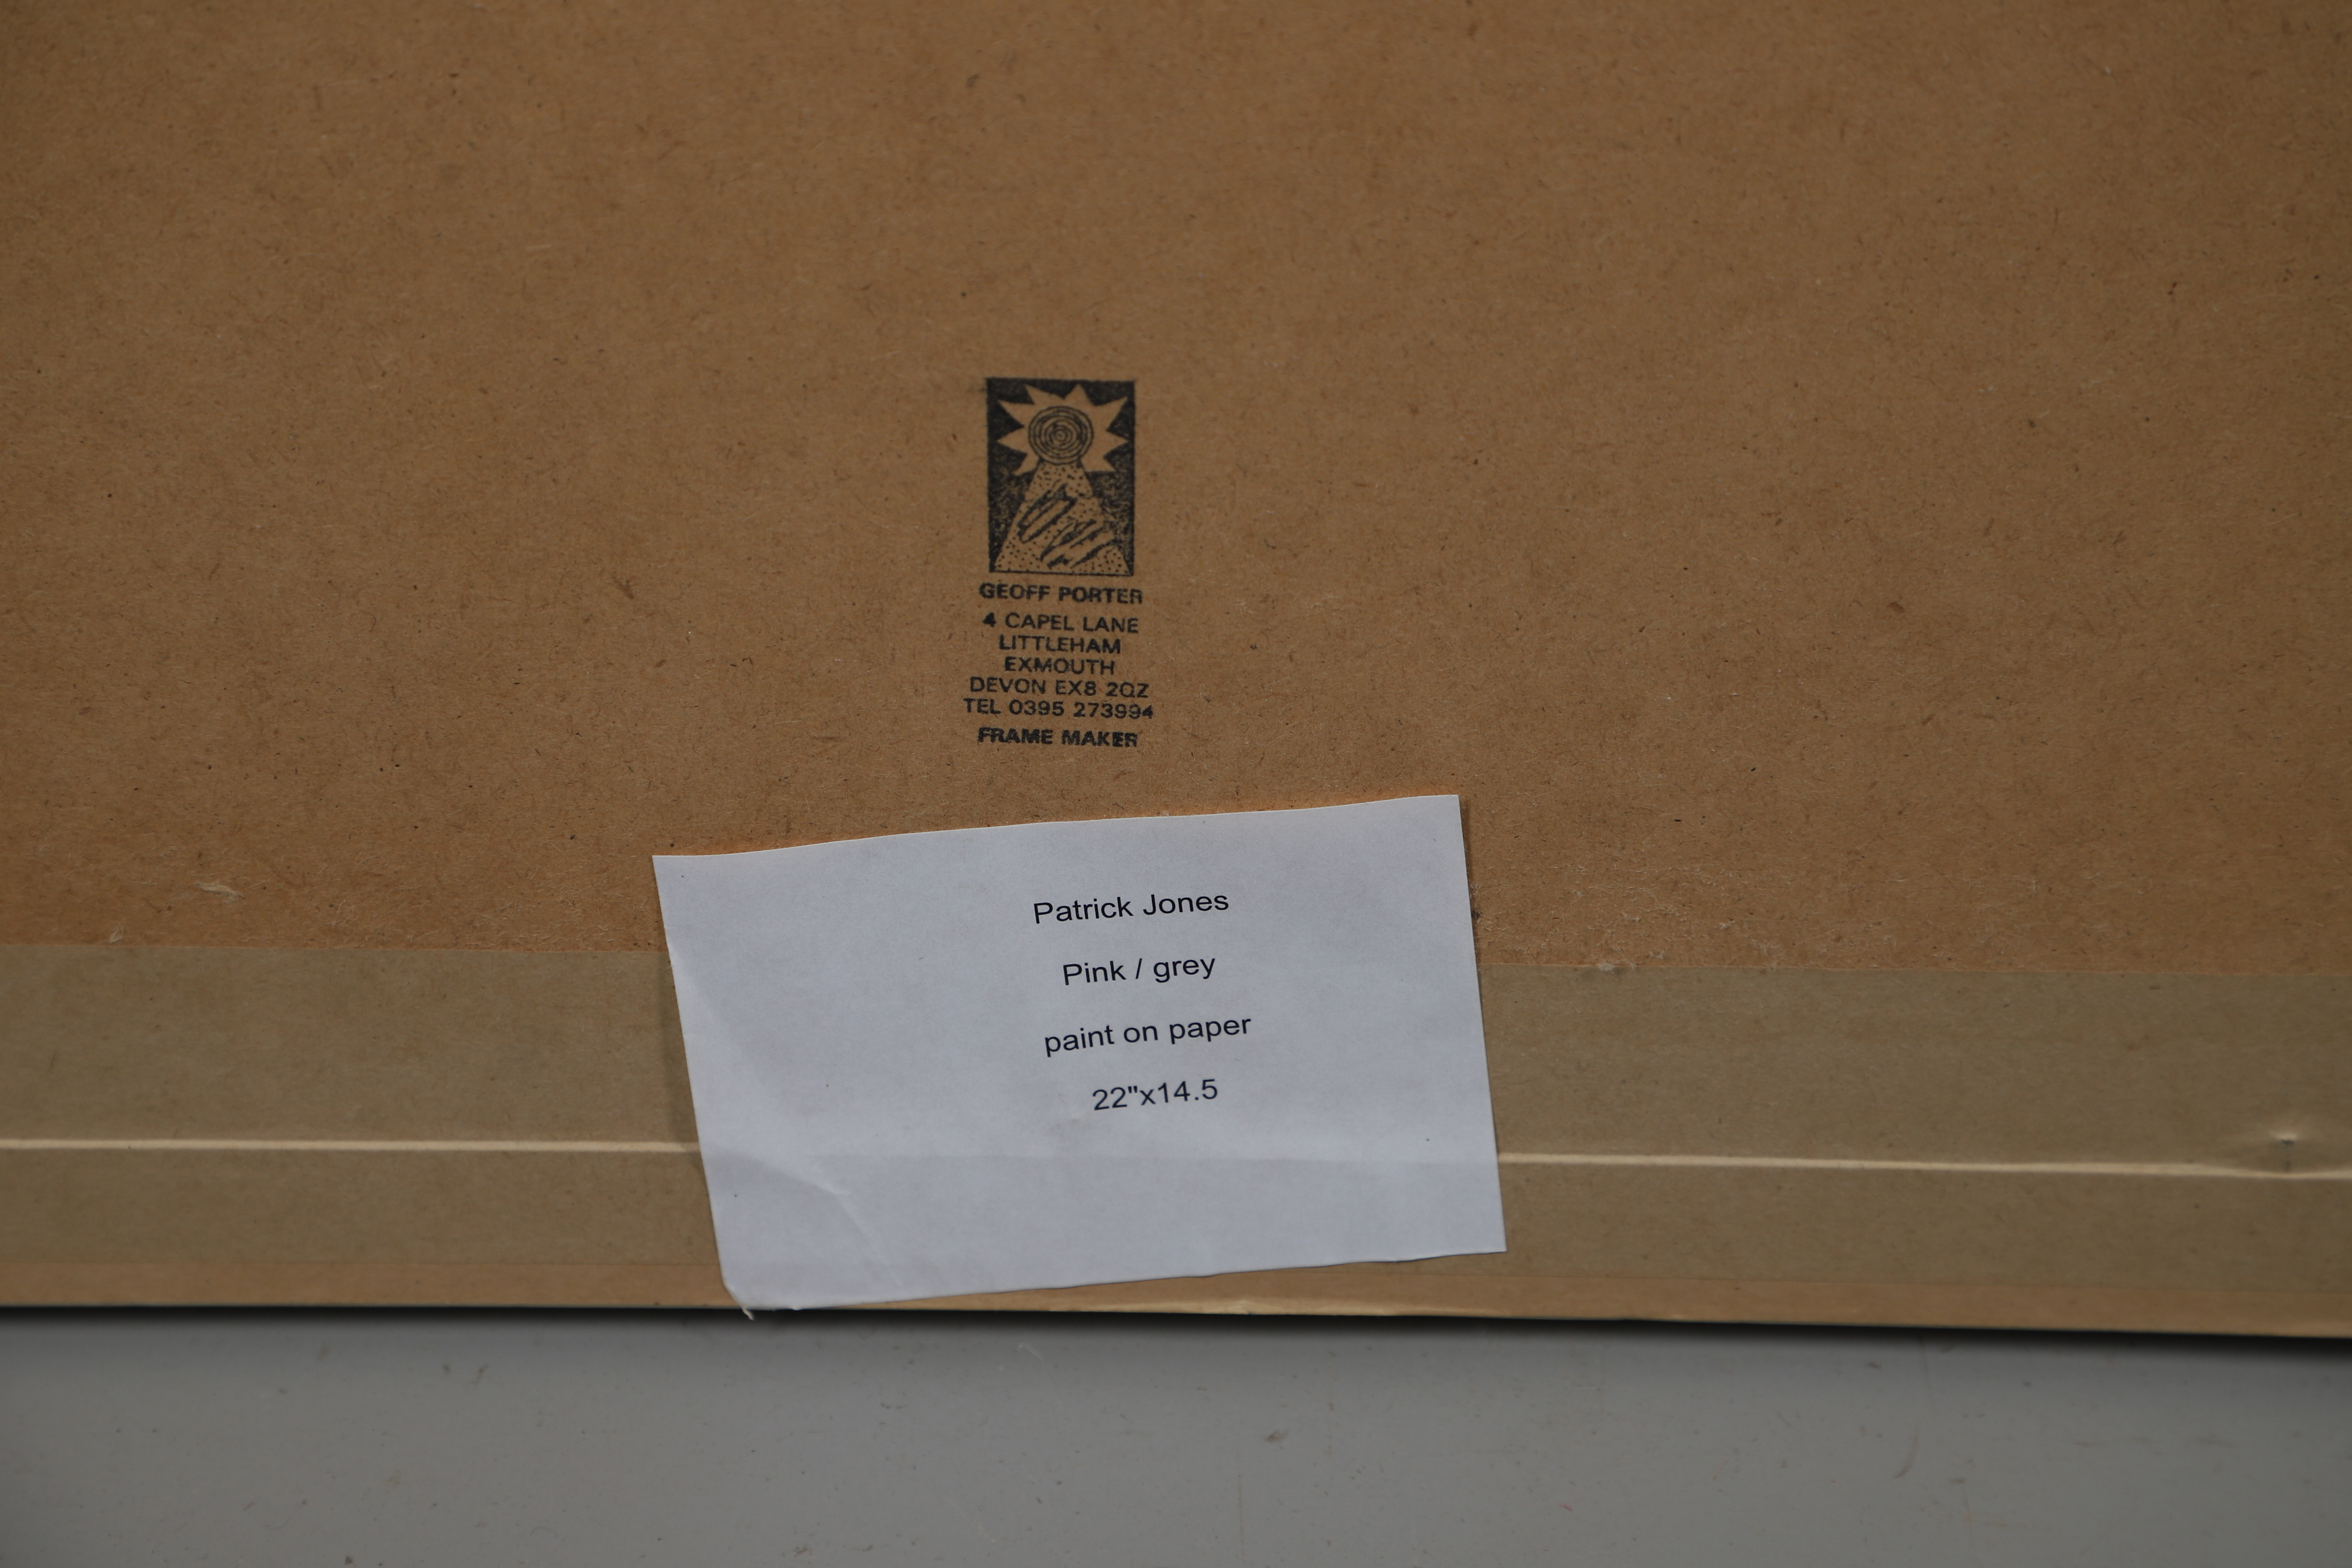 GEOFF PORTER
4 CAPEL LANE
LITTLEHAM
EXMOUTH
DEVON EX8 2QZ
TEL 0395 273994
FRAME MAKER
Patrick Jones
Pink / grey
paint on paper
22"x14.5